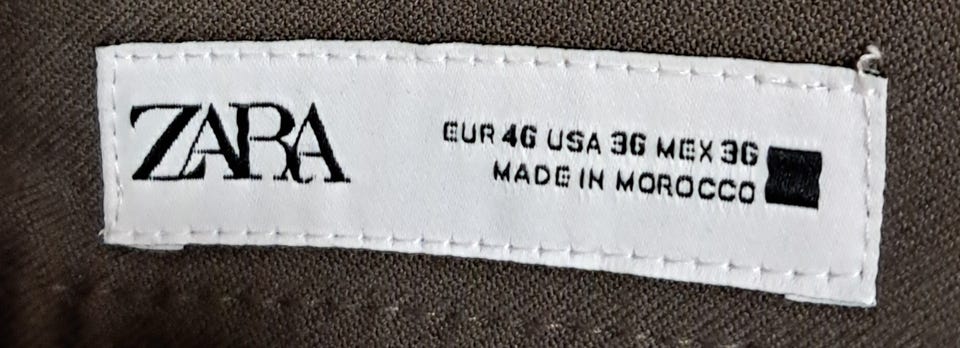 ZARA
EUR 46 USA 36 MEX 36
MADE IN MOROCCO